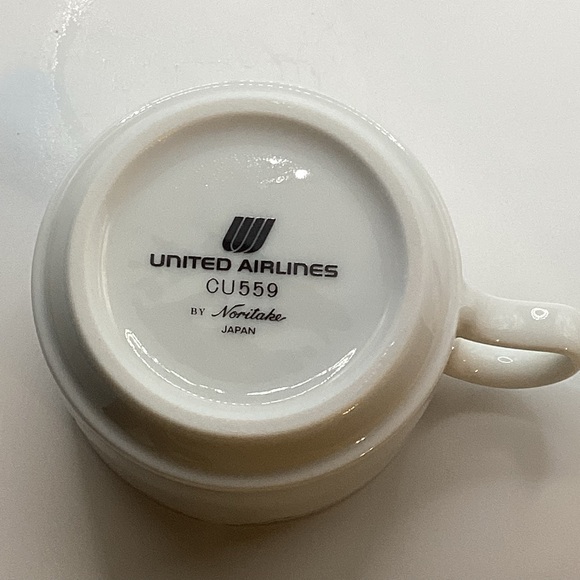 UNITED AIRLINES
CU559
BY Noritake
JAPAN